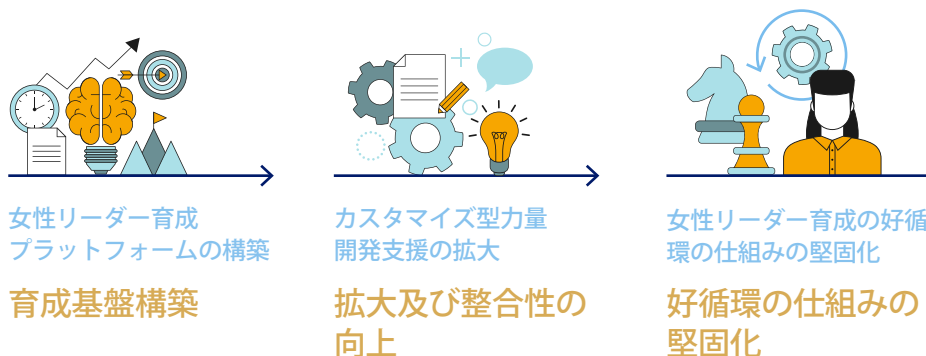 女性リーダー育成
プラットフォームの構築
育成基盤構築
カスタマイズ型力量
開発支援の拡大
拡大及び整合性の
向上
女性リーダー育成の好循
環の仕組みの堅固化
好循環の仕組みの
堅固化